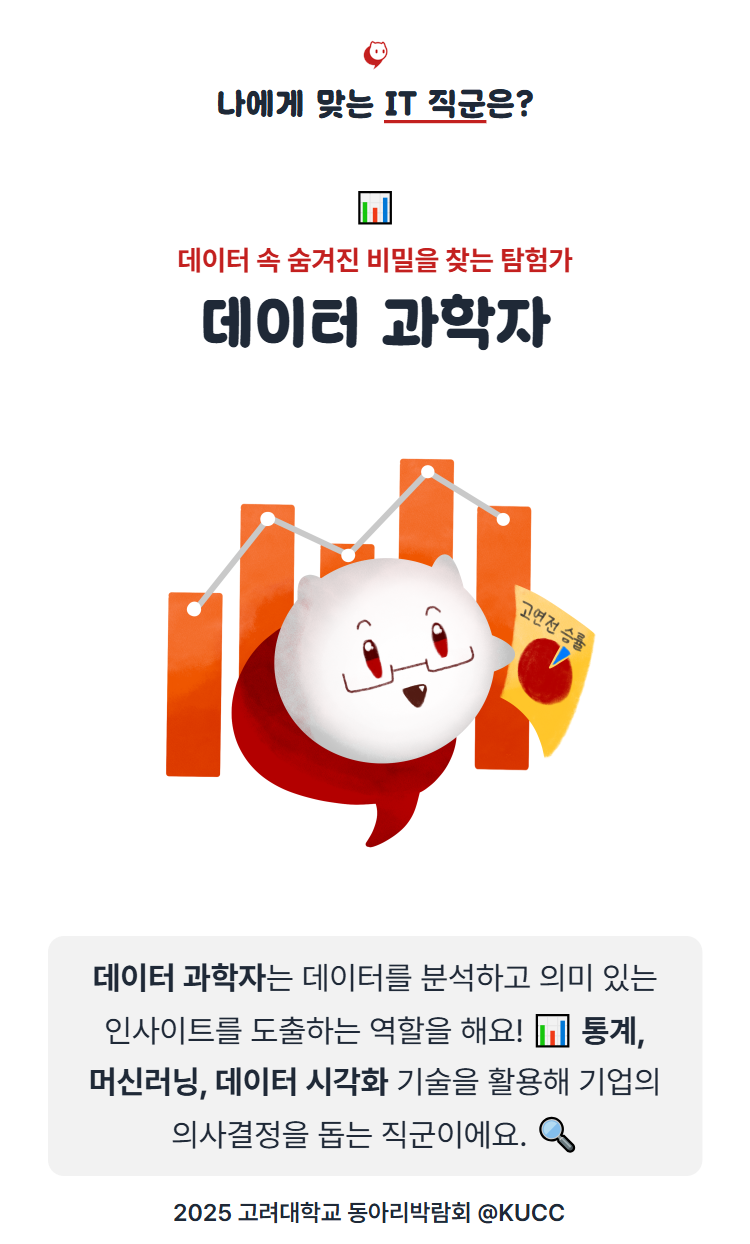 나에게 맞는 IT 직군은?
데이터 속 숨겨진 비밀을 찾는 탐험가
데이터 과학자
고연전 승률
데이터 과학자는 데이터를 분석하고 의미 있는
인사이트를 도출하는 역할을 해요! 📊 통계,
머신러닝, 데이터 시각화 기술을 활용해 기업의
의사결정을 돕는 직군이에요. 🔍
2025 고려대학교 동아리박람회 @KUCC